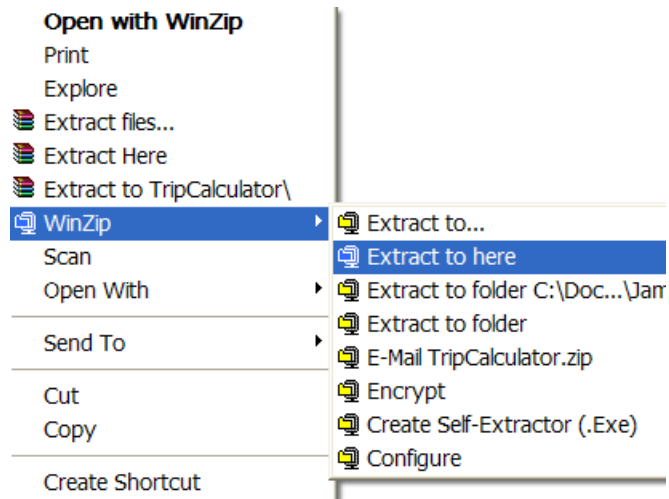 Open with WinZip
Print
Explore
Extract files...
Extract Here
Extract to TripCalculator\
WinZip
Scan
Open With
Send To
Cut
Copy
Create Shortcut
Extract to...
Extract to here
Extract to folder C:\Doc...\Jam
Extract to folder
E-Mail TripCalculator.zip
Encrypt
Create Self-Extractor (.Exe)
Configure